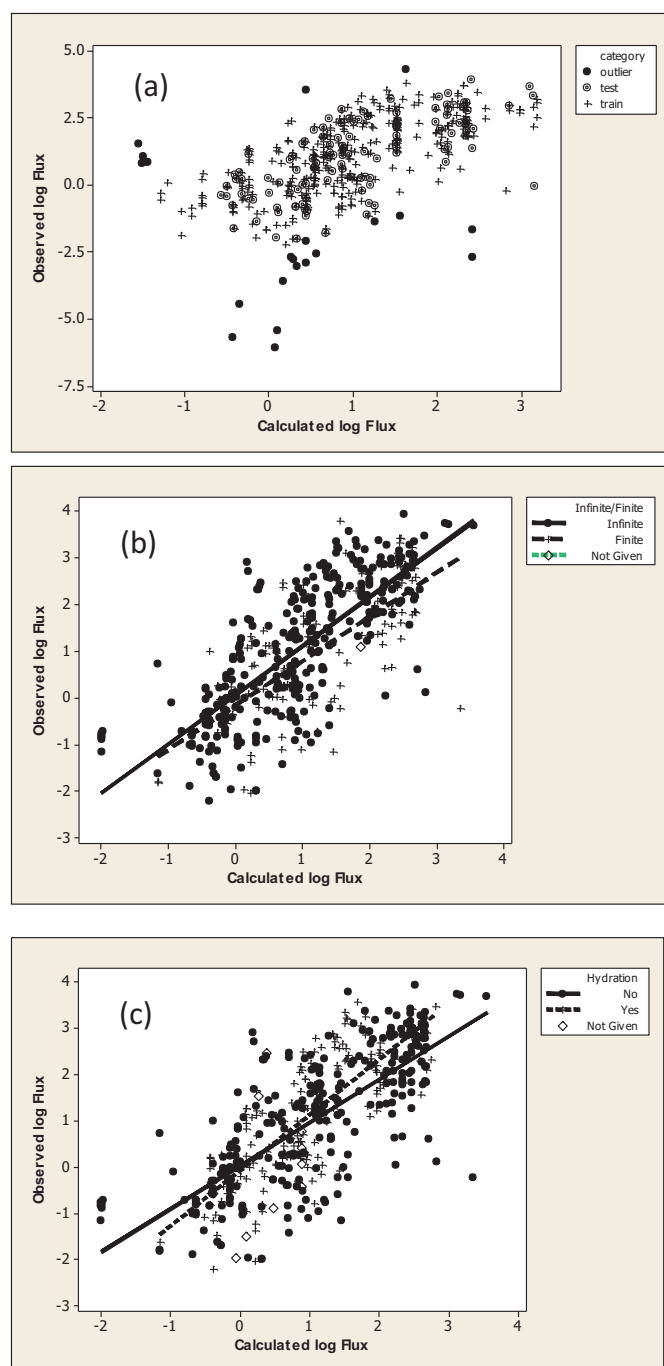 (a)
5.0
2.5
0.0
-2.5
-5.0
-7.5
Observed log Flux
-2 -1 0 1 2 3
Calculated log Flux
category
outlier
test
train
(b)
4
3
2
1
0
-1
-2
-3
Observed log Flux
-2 -1 0 1 2 3 4
Calculated log Flux
Infinite/Finite
Infinite
Finite
Not Given
(c)
4
3
2
1
0
-1
-2
-3
Observed log Flux
-2 -1 0 1 2 3 4
Calculated log Flux
Hydration
No
Yes
Not Given